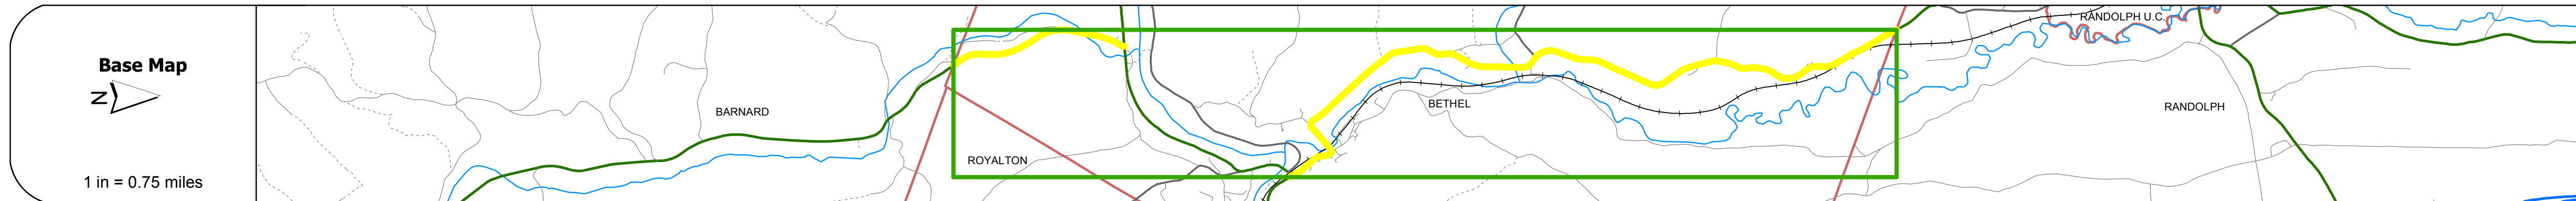 Base Map
N
1 in = 0.75 miles
BARNARD
ROYALTON
BETHEL
RANDOLPH U.C.
RANDOLPH